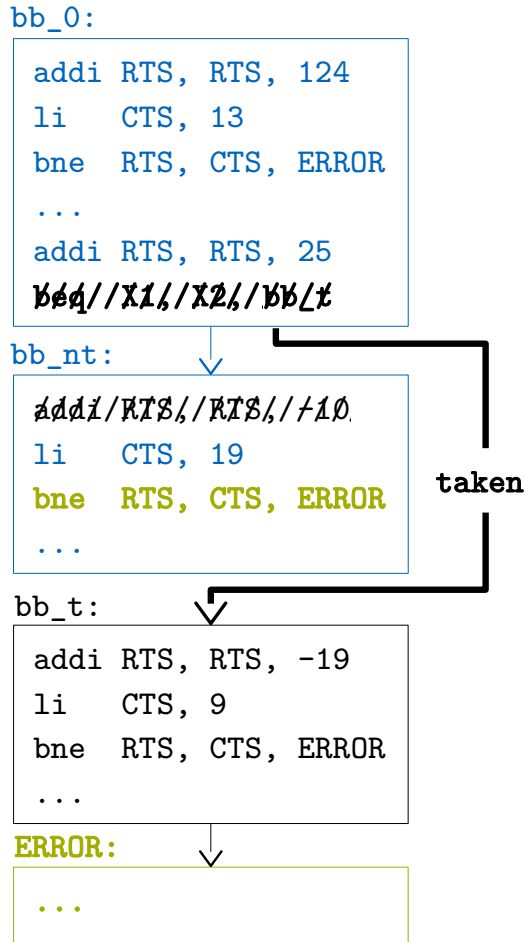 bb_0:
addi RTS, RTS, 124
li CTS, 13
bne RTS, CTS, ERROR
...
addi RTS, RTS, 25
beq X1, X2, bb_t
bb_nt:
addi RTS, RTS, -10
li CTS, 19
bne RTS, CTS, ERROR
...
taken
bb_t:
addi RTS, RTS, -19
li CTS, 9
bne RTS, CTS, ERROR
...
ERROR:
...